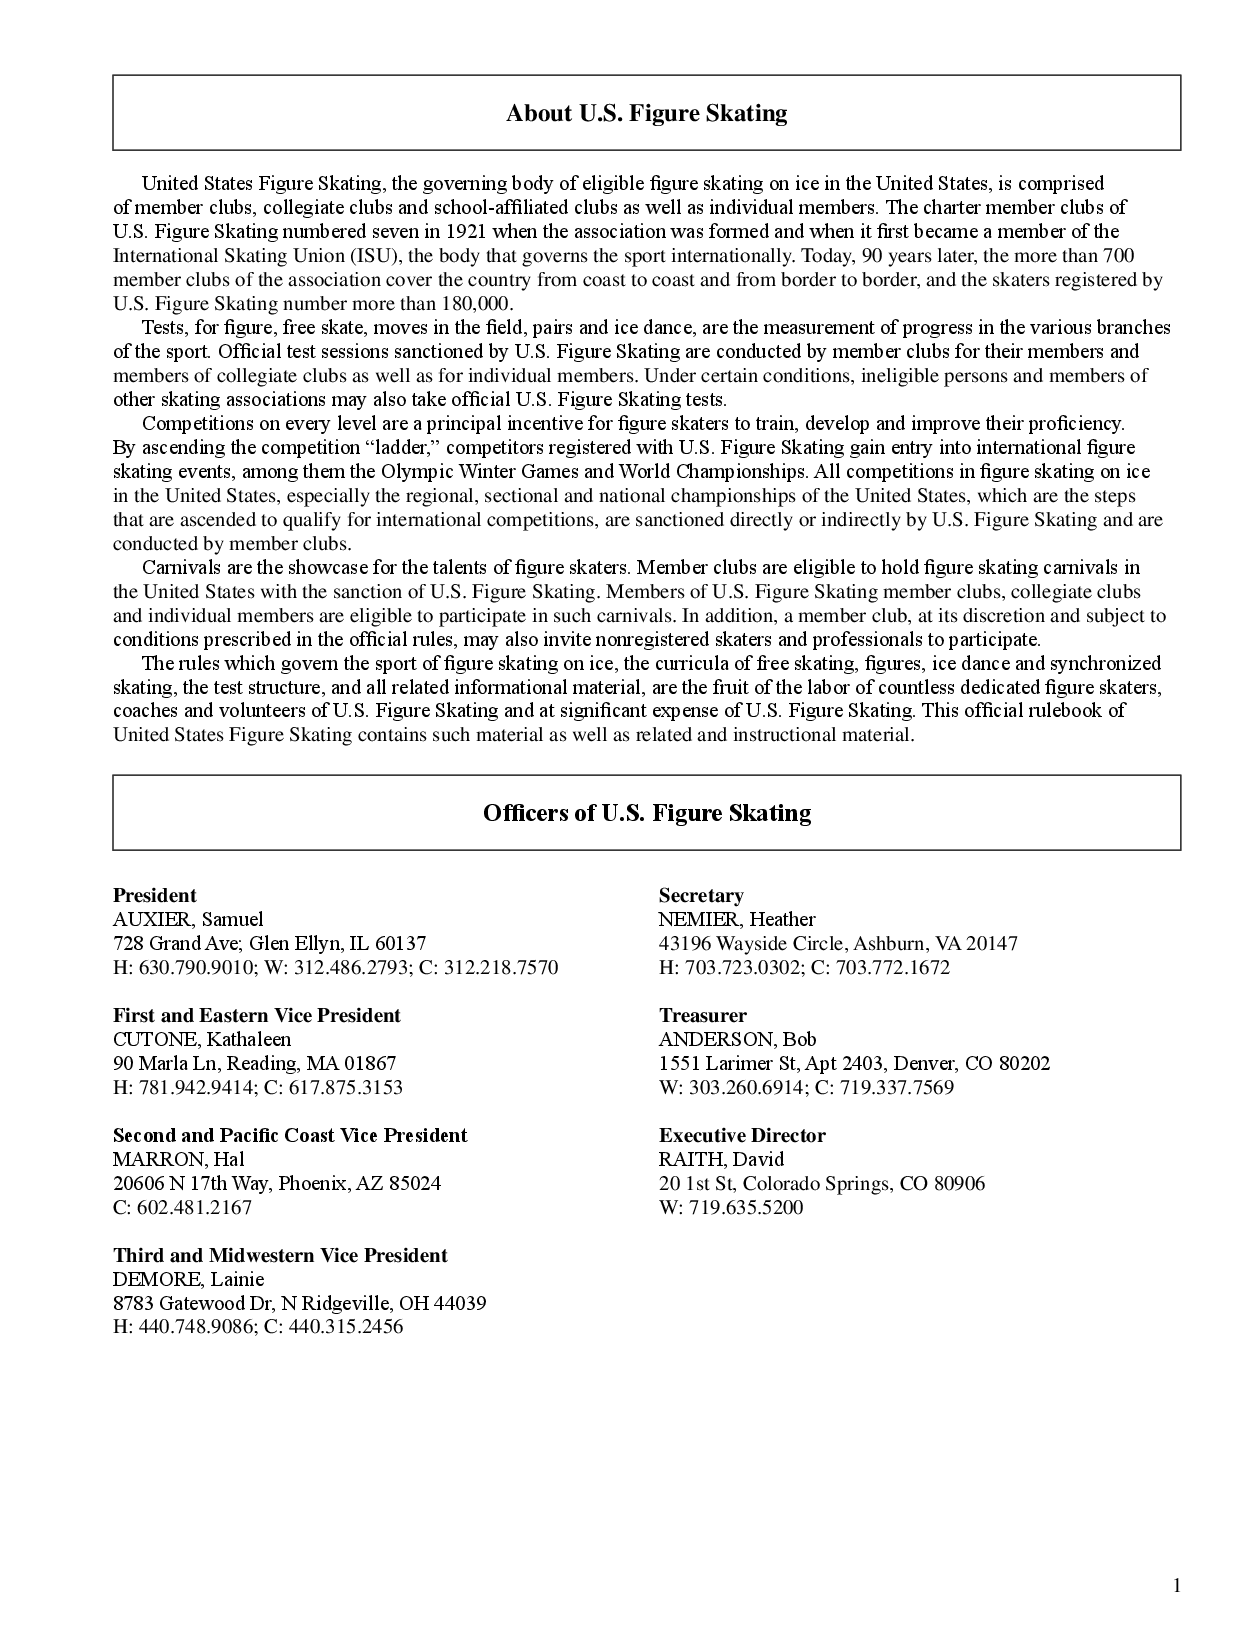 About U.S. Figure Skating
United States Figure Skating, the governing body of eligible figure skating on ice in the United States, is comprised
of member clubs, collegiate clubs and school-affiliated clubs as well as individual members. The charter member clubs of
U.S. Figure Skating numbered seven in 1921 when the association was formed and when it first became a member of the
International Skating Union (ISU), the body that governs the sport internationally. Today, 90 years later, the more than 700
member clubs of the association cover the country from coast to coast and from border to border, and the skaters registered by
U.S. Figure Skating number more than 180,000.
Tests, for figure, free skate, moves in the field, pairs and ice dance, are the measurement of progress in the various branches
of the sport. Official test sessions sanctioned by U.S. Figure Skating are conducted by member clubs for their members and
members of collegiate clubs as well as for individual members. Under certain conditions, ineligible persons and members of
other skating associations may also take official U.S. Figure Skating tests.
Competitions on every level are a principal incentive for figure skaters to train, develop and improve their proficiency.
By ascending the competition “ladder,” competitors registered with U.S. Figure Skating gain entry into international figure
skating events, among them the Olympic Winter Games and World Championships. All competitions in figure skating on ice
in the United States, especially the regional, sectional and national championships of the United States, which are the steps
that are ascended to qualify for international competitions, are sanctioned directly or indirectly by U.S. Figure Skating and are
conducted by member clubs.
Carnivals are the showcase for the talents of figure skaters. Member clubs are eligible to hold figure skating carnivals in
the United States with the sanction of U.S. Figure Skating. Members of U.S. Figure Skating member clubs, collegiate clubs
and individual members are eligible to participate in such carnivals. In addition, a member club, at its discretion and subject to
conditions prescribed in the official rules, may also invite nonregistered skaters and professionals to participate.
The rules which govern the sport of figure skating on ice, the curricula of free skating, figures, ice dance and synchronized
skating, the test structure, and all related informational material, are the fruit of the labor of countless dedicated figure skaters,
coaches and volunteers of U.S. Figure Skating and at significant expense of U.S. Figure Skating. This official rulebook of
United States Figure Skating contains such material as well as related and instructional material.
Officers of U.S. Figure Skating
President
AUXIER, Samuel
728 Grand Ave; Glen Ellyn, IL 60137
H: 630.790.9010; W: 312.486.2793; C: 312.218.7570
First and Eastern Vice President
CUTONE, Kathaleen
90 Marla Ln, Reading, MA 01867
H: 781.942.9414; C: 617.875.3153
Second and Pacific Coast Vice President
MARRON, Hal
20606 N 17th Way, Phoenix, AZ 85024
C: 602.481.2167
Third and Midwestern Vice President
DEMORE, Lainie
8783 Gatewood Dr, N Ridgeville, OH 44039
H: 440.748.9086; C: 440.315.2456
Secretary
NEMIER, Heather
43196 Wayside Circle, Ashburn, VA 20147
H: 703.723.0302; C: 703.772.1672
Treasurer
ANDERSON, Bob
1551 Larimer St, Apt 2403, Denver, CO 80202
W: 303.260.6914; C: 719.337.7569
Executive Director
RAITH, David
20 1st St, Colorado Springs, CO 80906
W: 719.635.5200
1